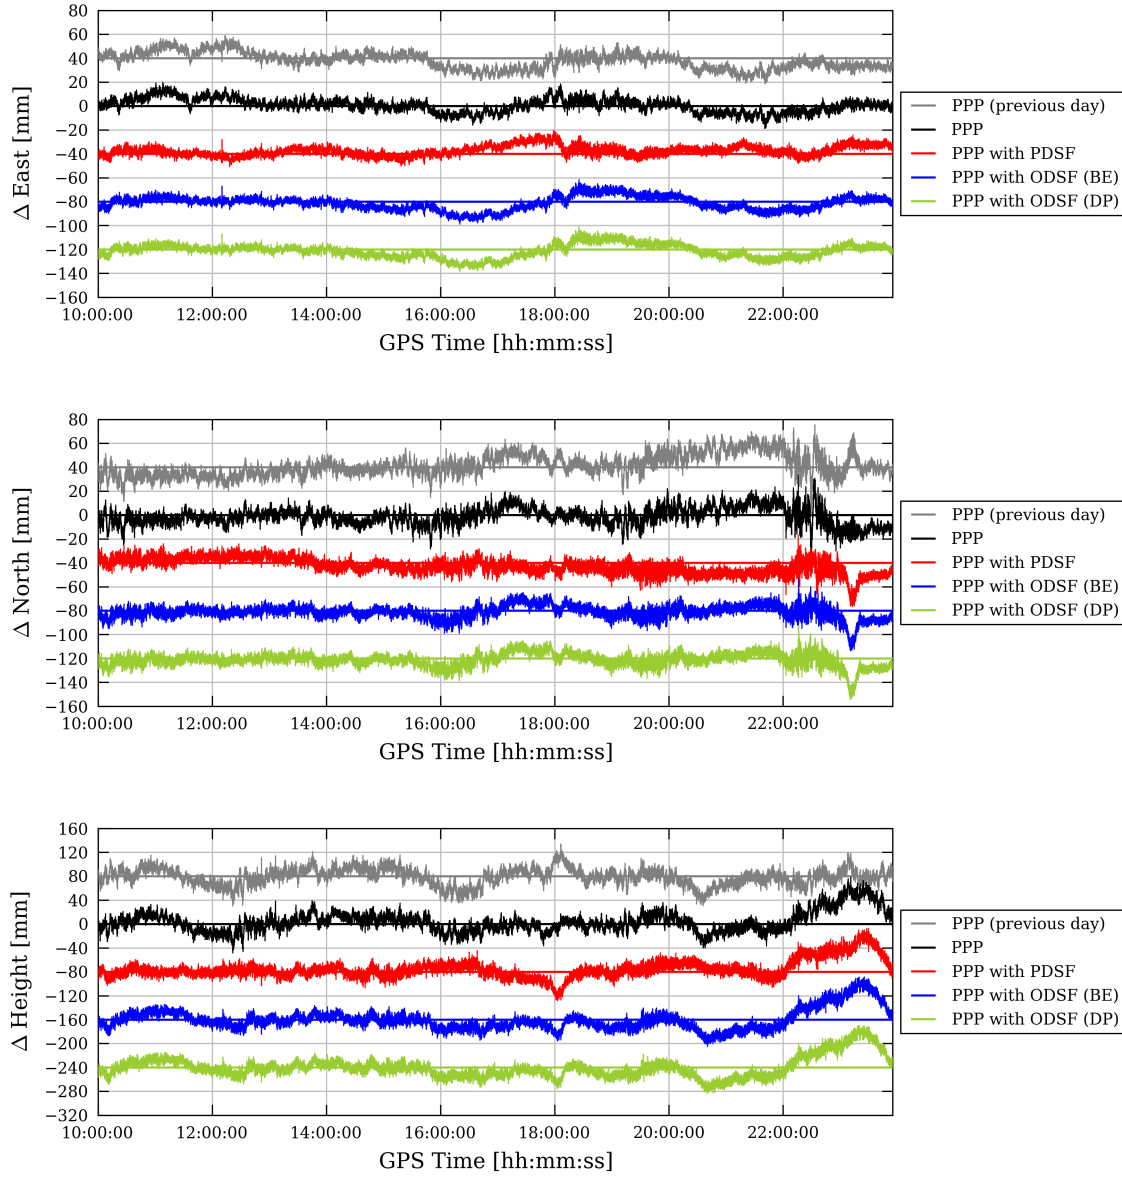 80
60
40
20
0
−20
−40
−60
−80
−100
−120
−140
−160
Δ East [mm]
10:00:00 12:00:00 14:00:00 16:00:00 18:00:00 20:00:00 22:00:00
GPS Time [hh:mm:ss]
PPP (previous day)
PPP
PPP with PDSF
PPP with ODSF (BE)
PPP with ODSF (DP)
80
60
40
20
0
−20
−40
−60
−80
−100
−120
−140
−160
Δ North [mm]
10:00:00 12:00:00 14:00:00 16:00:00 18:00:00 20:00:00 22:00:00
GPS Time [hh:mm:ss]
PPP (previous day)
PPP
PPP with PDSF
PPP with ODSF (BE)
PPP with ODSF (DP)
160
120
80
40
0
−40
−80
−120
−160
−200
−240
−280
−320
Δ Height [mm]
10:00:00 12:00:00 14:00:00 16:00:00 18:00:00 20:00:00 22:00:00
GPS Time [hh:mm:ss]
PPP (previous day)
PPP
PPP with PDSF
PPP with ODSF (BE)
PPP with ODSF (DP)